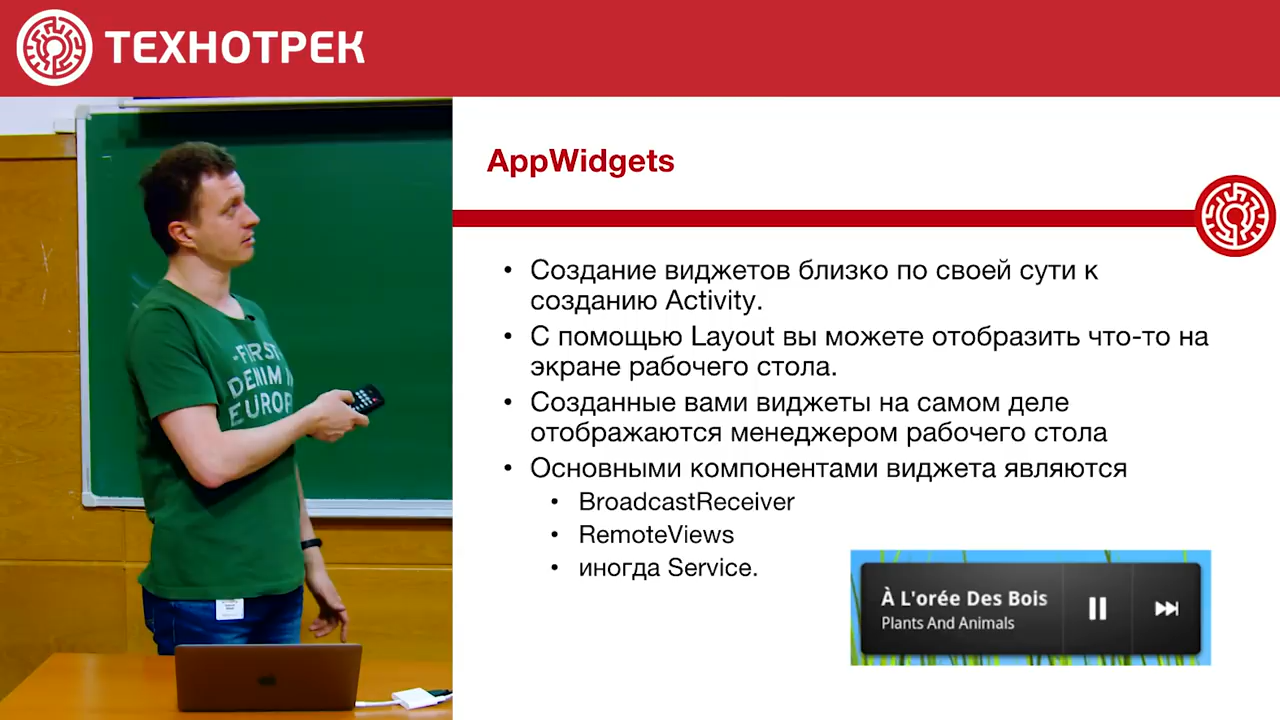 ТЕХНОТРЕК
AppWidgets
• Создание виджетов близко по своей сути к
созданию Activity.
• С помощью Layout вы можете отобразить что-то на
экране рабочего стола.
• Созданные вами виджеты на самом деле
отображаются менеджером рабочего стола
• Основными компонентами виджета являются
• BroadcastReceiver
• RemoteViews
• иногда Service.
À L'orée Des Bois
Plants And Animals
-FIRST
DENIM
EUROP